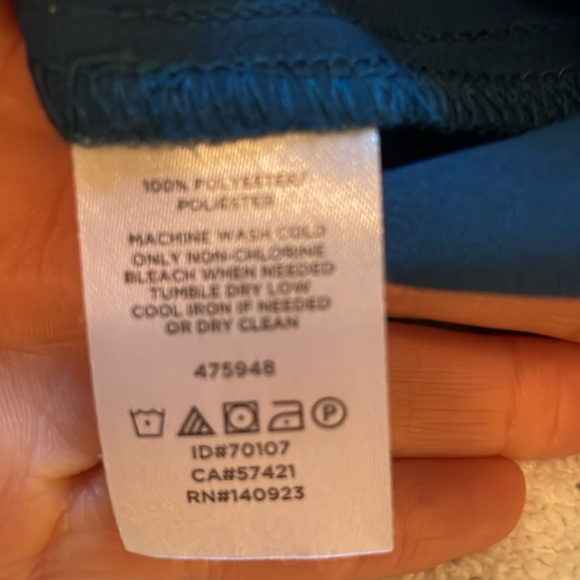 100% POLYESTER/
POLIÉSTER
MACHINE WASH COLD
ONLY NON-CHLORINE
BLEACH WHEN NEEDED
TUMBLE DRY LOW
COOL IRON IF NEEDED
OR DRY CLEAN
475948
P
ID#70107
CA#57421
RN#140923